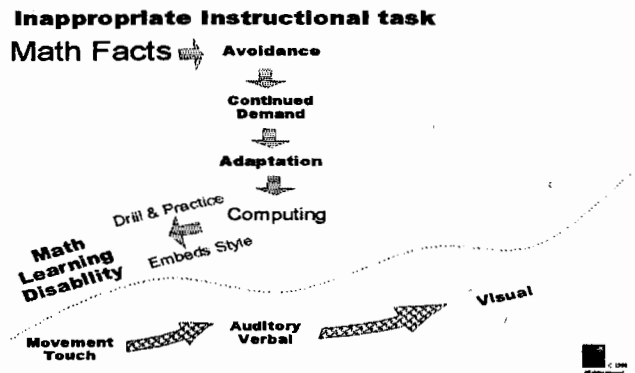 Inappropriate Instructional task
Math Facts
Avoidance
Continued
Demand
Adaptation
Computing
Drill & Practice
Embeds Style
Math
Learning
Disability
Movement
Touch
Auditory
Verbal
Visual